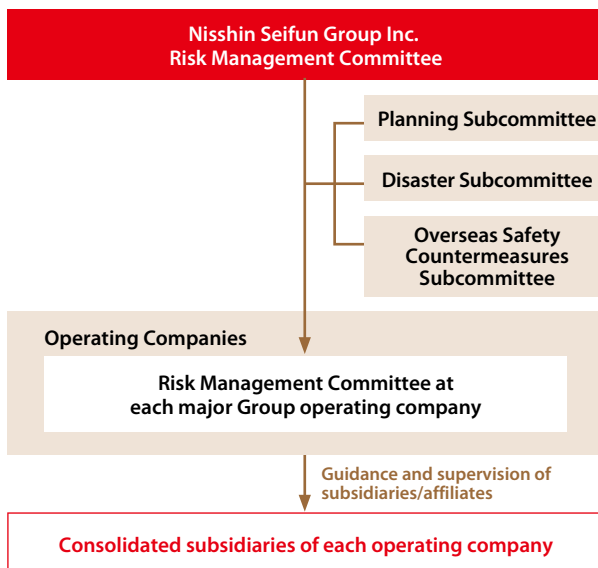 Nisshin Seifun Group Inc.
Risk Management Committee
Planning Subcommittee
Disaster Subcommittee
Overseas Safety
Countermeasures
Subcommittee
Operating Companies
Risk Management Committee at
each major Group operating company
Guidance and supervision of
subsidiaries/affiliates
Consolidated subsidiaries of each operating company